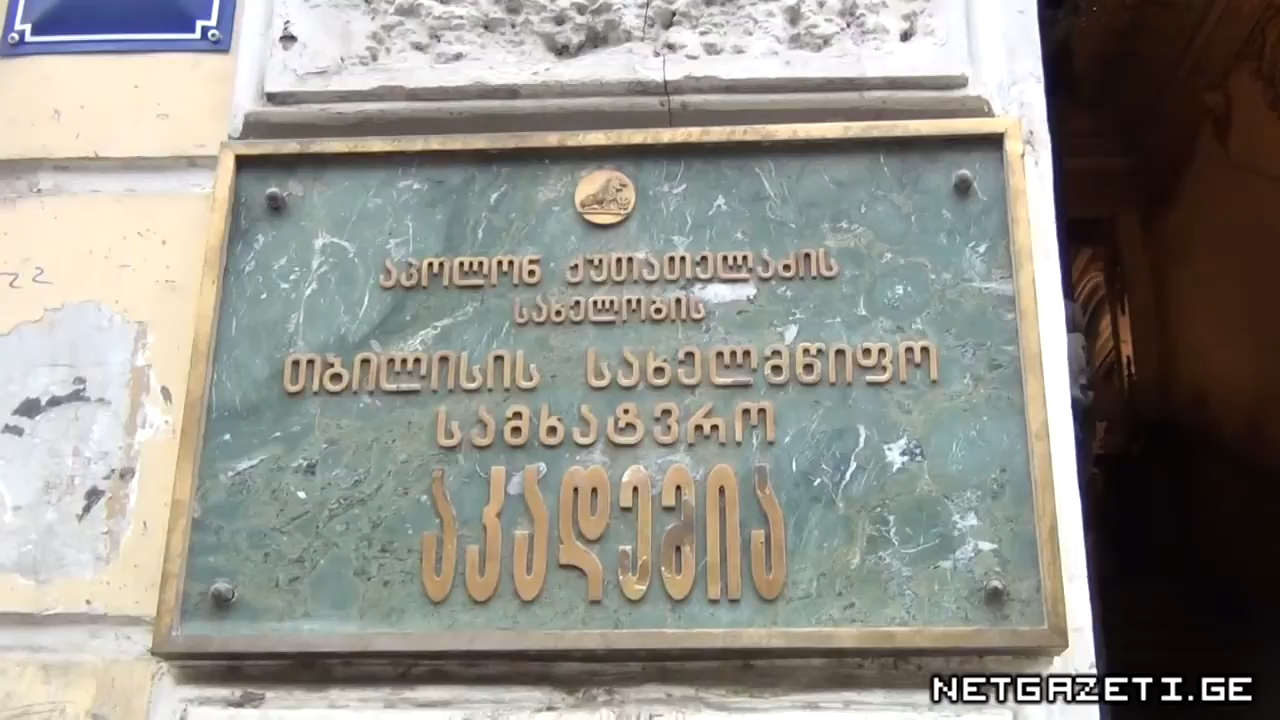 აპოლონ ქუთათელაძის
სახელობის
თბილისის სახელმწიფო
სამხატვრო
აკადემია
NETGAZETI.GE